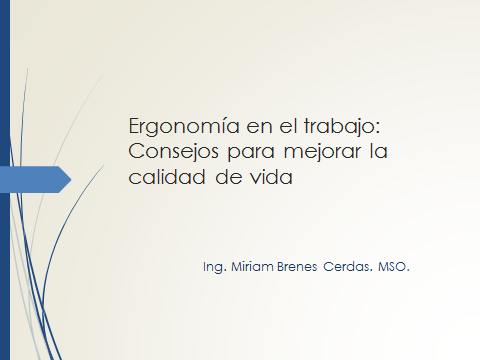 Ergonomía en el trabajo:
Consejos para mejorar la
calidad de vida
Ing. Miriam Brenes Cerdas. MSO.